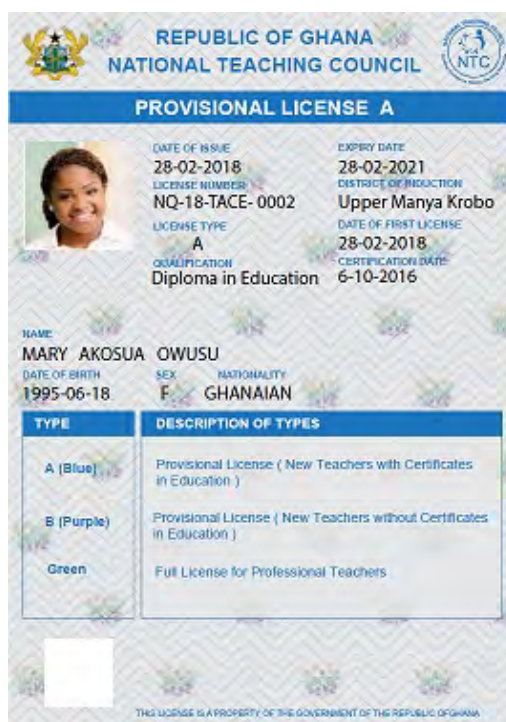 REPUBLIC OF GHANA
NATIONAL TEACHING COUNCIL
NTC
PROVISIONAL LICENSE A
DATE OF ISSUE EXPIRY DATE
28-02-2018 28-02-2021
LICENSE NUMBER DISTRICT OF INDUCTION
NQ-18-TACE- 0002 Upper Manya Krobo
LICENSE TYPE DATE OF FIRST LICENSE
A 28-02-2018
QUALIFICATION CERTIFICATION DATE
Diploma in Education 6-10-2016
NAME
MARY AKOSUA OWUSU
DATE OF BIRTH SEX NATIONALITY
1995-06-18 F GHANAIAN
TYPE DESCRIPTION OF TYPES
A (Blue) Provisional License ( New Teachers with Certificates
in Education )
B (Purple) Provisional License ( New Teachers without Certificates
in Education )
Green Full License for Professional Teachers
THIS LICENSE IS A PROPERTY OF THE GOVERNMENT OF THE REPUBLIC OF GHANA